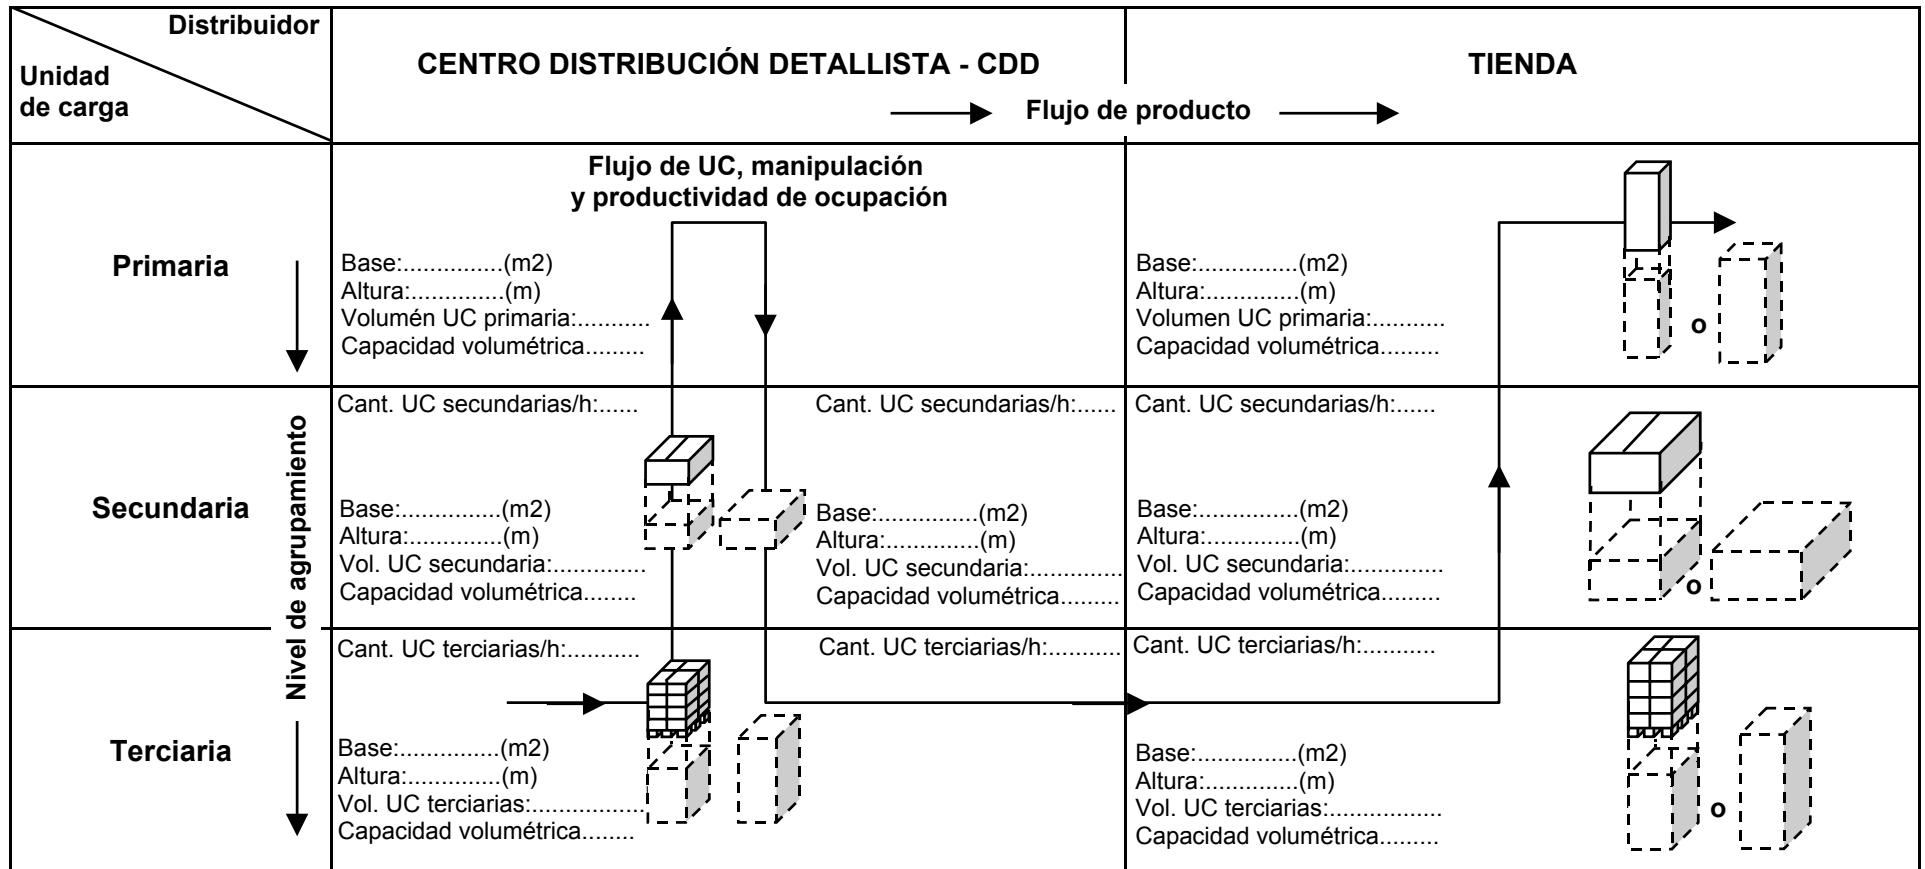 Distribuidor
Unidad
de carga
CENTRO DISTRIBUCIÓN DETALLISTA - CDD
TIENDA
Flujo de producto
Flujo de UC, manipulación
y productividad de ocupación
Primaria
Base:...............(m2)
Altura:..............(m)
Volumén UC primaria:...........
Capacidad volumétrica.........
Base:...............(m2)
Altura:..............(m)
Volumen UC primaria:...........
Capacidad volumétrica.........
o
Nivel de agrupamiento
Secundaria
Cant. UC secundarias/h:......
Base:...............(m2)
Altura:..............(m)
Vol. UC secundaria:..............
Capacidad volumétrica........
Cant. UC secundarias/h:......
Base:...............(m2)
Altura:..............(m)
Vol. UC secundaria:..............
Capacidad volumétrica.........
Cant. UC secundarias/h:......
Base:...............(m2)
Altura:..............(m)
Vol. UC secundaria:..............
Capacidad volumétrica.........
o
Terciaria
Cant. UC terciarias/h:...........
Base:...............(m2)
Altura:..............(m)
Vol. UC terciarias:.................
Capacidad volumétrica........
Cant. UC terciarias/h:...........
Cant. UC terciarias/h:...........
Base:...............(m2)
Altura:..............(m)
Vol. UC terciarias:.................
Capacidad volumétrica.........
o